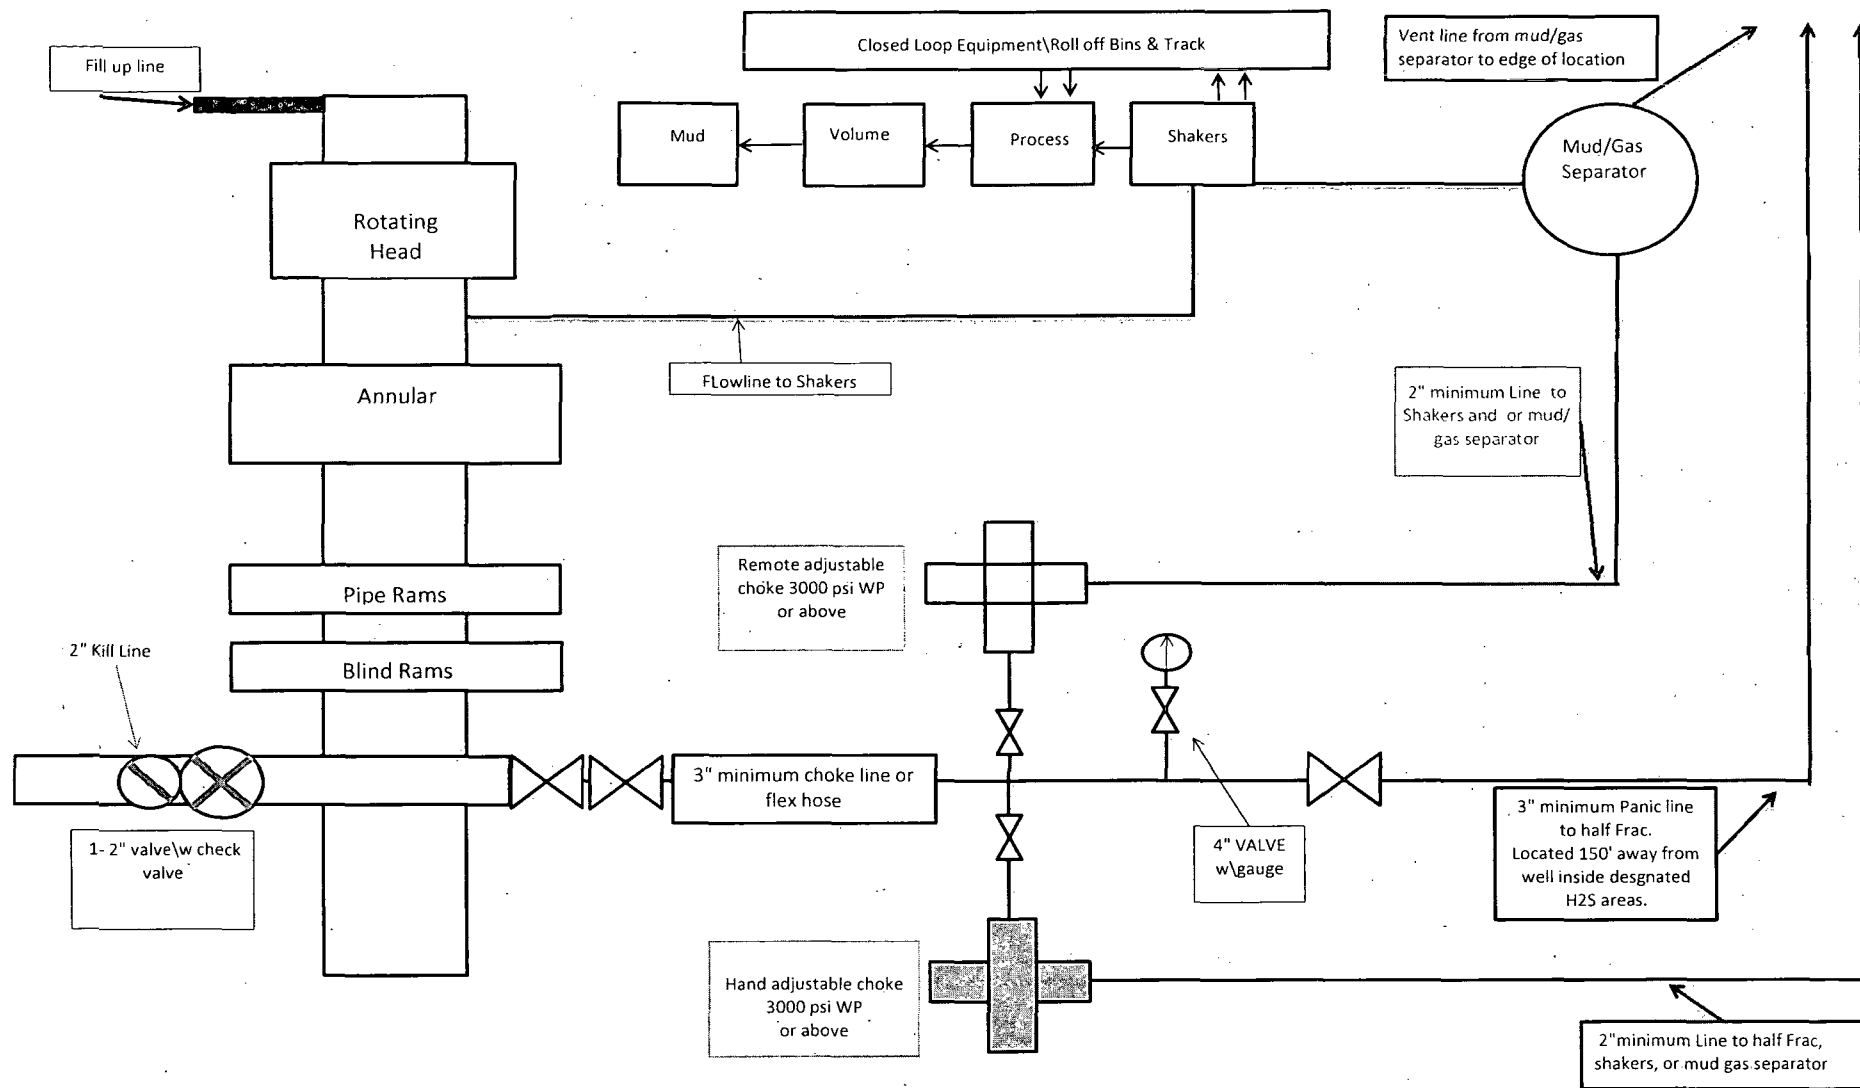 Closed Loop Equipment\Roll off Bins & Track
Vent line from mud/gas
separator to edge of location
Fill up line
Mud
Volume
Process
Shakers
Mud/Gas
Separator
Rotating
Head
FLowline to Shakers
Annular
2" minimum Line to
Shakers and or mud/
gas separator
Remote adjustable
choke 3000 psi WP
or above
Pipe Rams
2" Kill Line
Blind Rams
3" minimum choke line or
flex hose
1- 2" valve\w check
valve
4" VALVE
w\gauge
3" minimum Panic line
to half Frac.
Located 150' away from
well inside desgnated
H2S areas.
Hand adjustable choke
3000 psi WP
or above
2"minimum Line to half Frac,
shakers, or mud gas separator